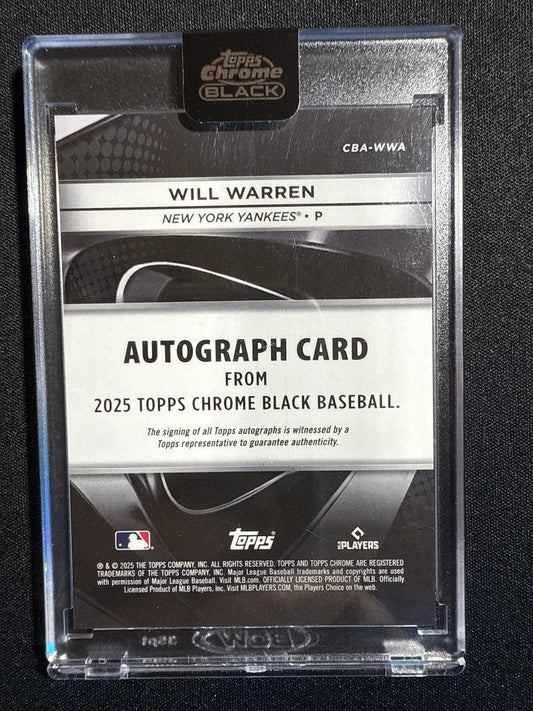 Topps
Chrome
BLACK
CBA-WWA
WILL WARREN
NEW YORK YANKEES® • P
AUTOGRAPH CARD
FROM
2025 TOPPS CHROME BLACK BASEBALL.
The signing of all Topps autographs is witnessed by a
Topps representative to guarantee authenticity.
Topps
MLB PLAYERS
® & © 2025 THE TOPPS COMPANY, INC. ALL RIGHTS RESERVED. TOPPS AND TOPPS CHROME ARE REGISTERED
TRADEMARKS OF THE TOPPS COMPANY, INC. Major League Baseball trademarks and copyrights are used
with permission of Major League Baseball. Visit MLB.com. OFFICIALLY LICENSED PRODUCT OF MLB. Officially
Licensed Product of MLB Players, Inc. Visit MLBPLAYERS.COM, the Players Choice on the web.